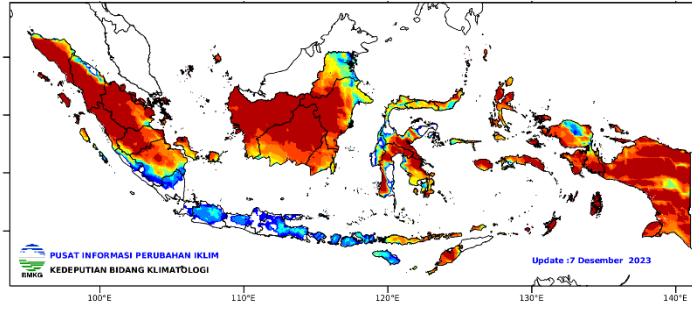 PUSAT INFORMASI PERUBAHAN IKLIM
KEDEPUTIAN BIDANG KLIMATOLOGI
BMKG
Update :7 Desember 2023
100°E 110°E 120°E 130°E 140°E